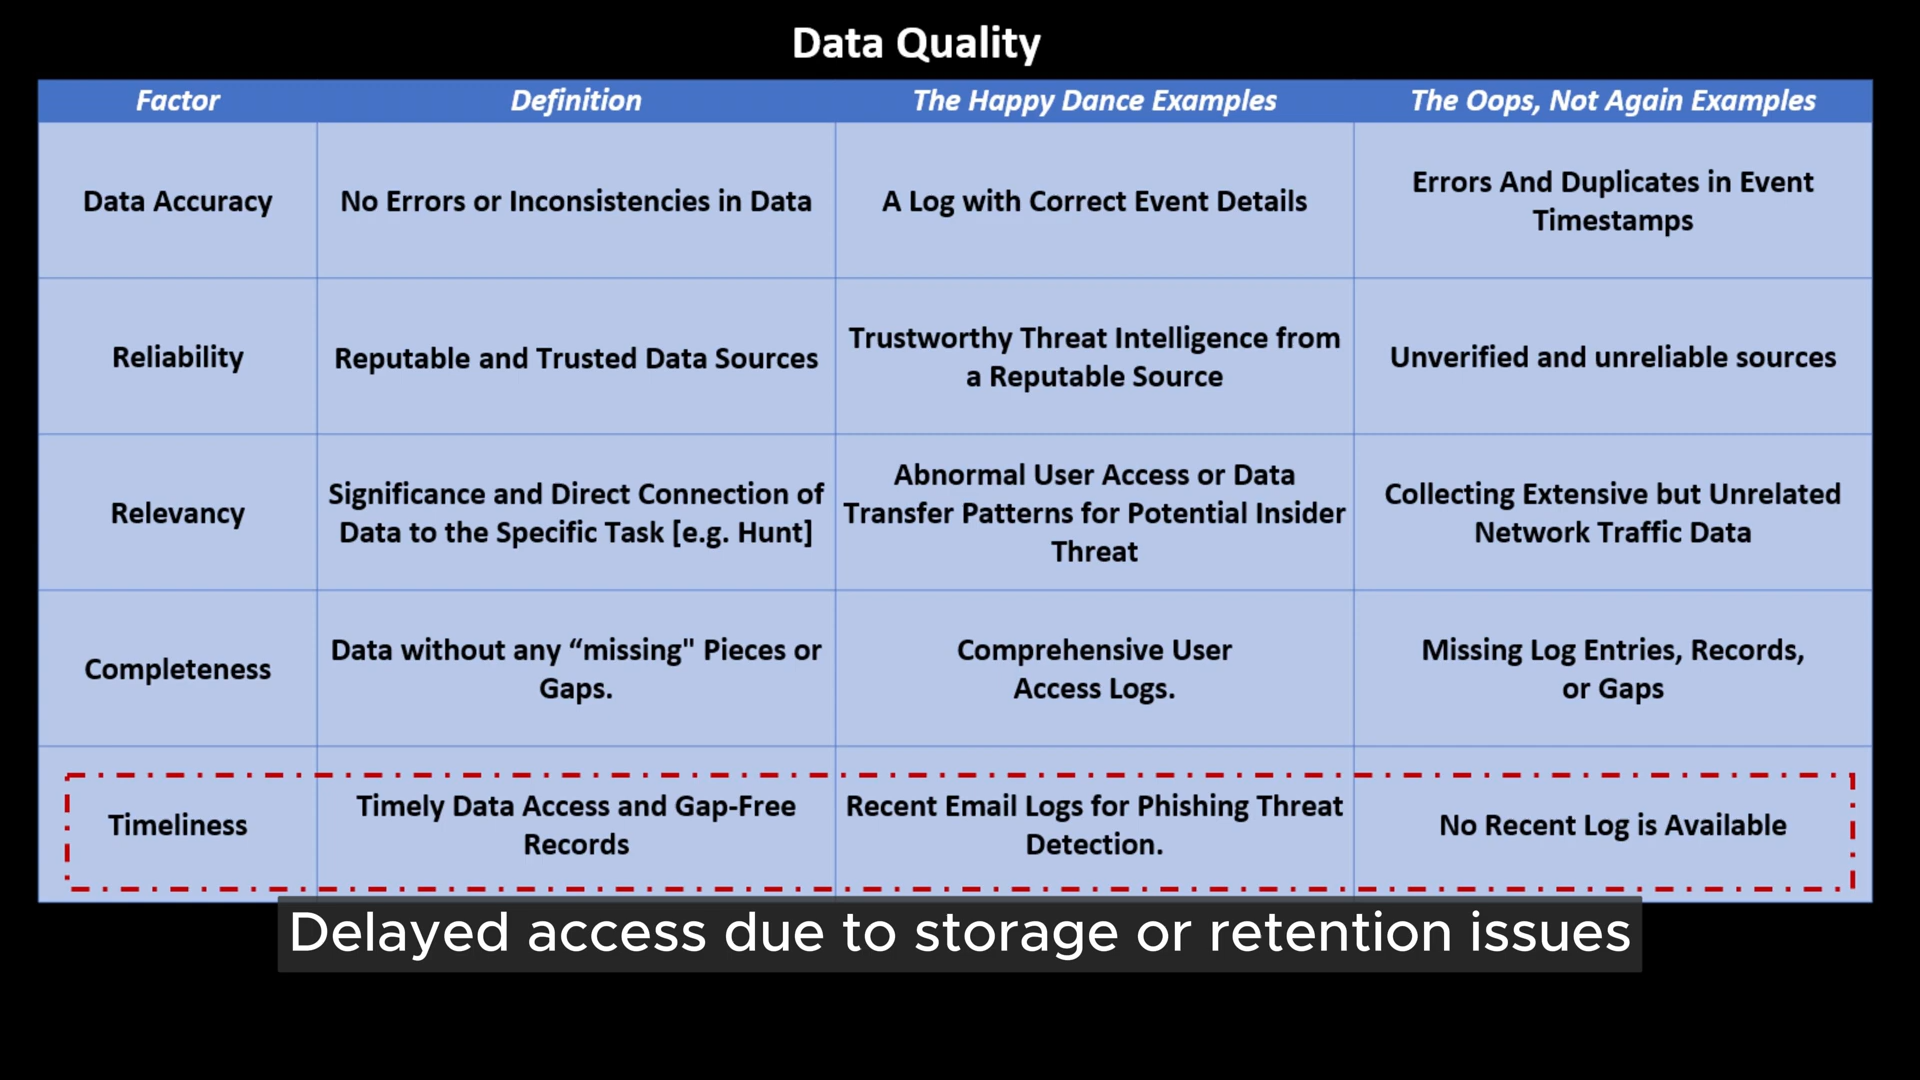 Data Quality
Factor
Definition
The Happy Dance Examples
The Oops, Not Again Examples
Data Accuracy
No Errors or Inconsistencies in Data
A Log with Correct Event Details
Errors And Duplicates in Event
Timestamps
Reliability
Reputable and Trusted Data Sources
Trustworthy Threat Intelligence from
a Reputable Source
Unverified and unreliable sources
Relevancy
Significance and Direct Connection of
Data to the Specific Task [e.g. Hunt]
Abnormal User Access or Data
Transfer Patterns for Potential Insider
Threat
Collecting Extensive but Unrelated
Network Traffic Data
Completeness
Data without any “missing" Pieces or
Gaps.
Comprehensive User
Access Logs.
Missing Log Entries, Records,
or Gaps
Timeliness
Timely Data Access and Gap-Free
Records
Recent Email Logs for Phishing Threat
Detection.
No Recent Log is Available
Delayed access due to storage or retention issues